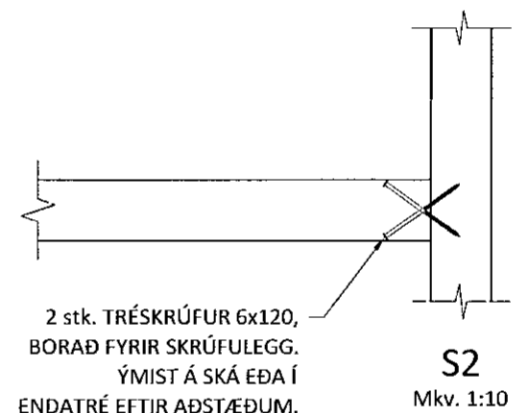 2 stk. TRÉSKRÚFUR 6x120,
BORAÐ FYRIR SKRÚFULEGG.
ÝMIST Á SKÁ EÐA Í
ENDATRÉ EFTIR AÐSTÆÐUM.
S2
Mkv. 1:10